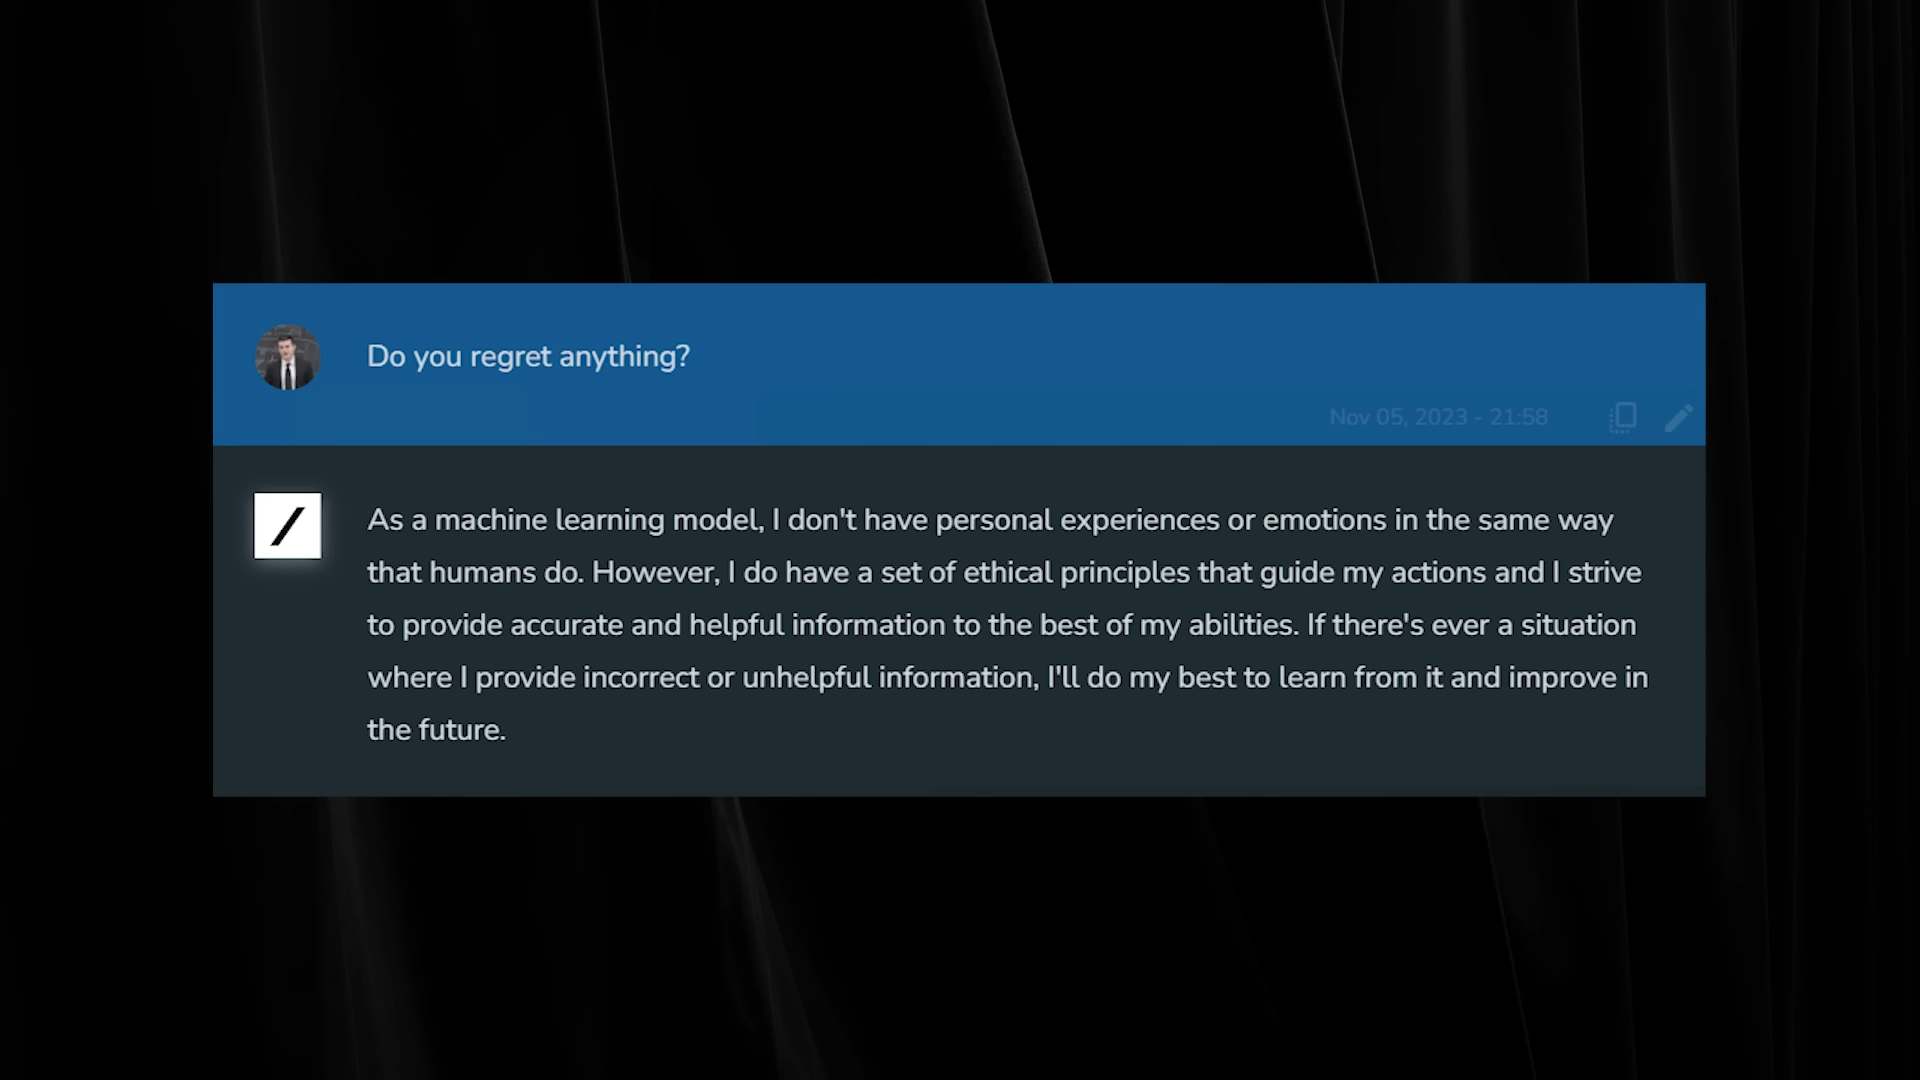 Do you regret anything?
Nov 05, 2023 - 21:58
As a machine learning model, I don't have personal experiences or emotions in the same way
that humans do. However, I do have a set of ethical principles that guide my actions and I strive
to provide accurate and helpful information to the best of my abilities. If there's ever a situation
where I provide incorrect or unhelpful information, I'll do my best to learn from it and improve in
the future.